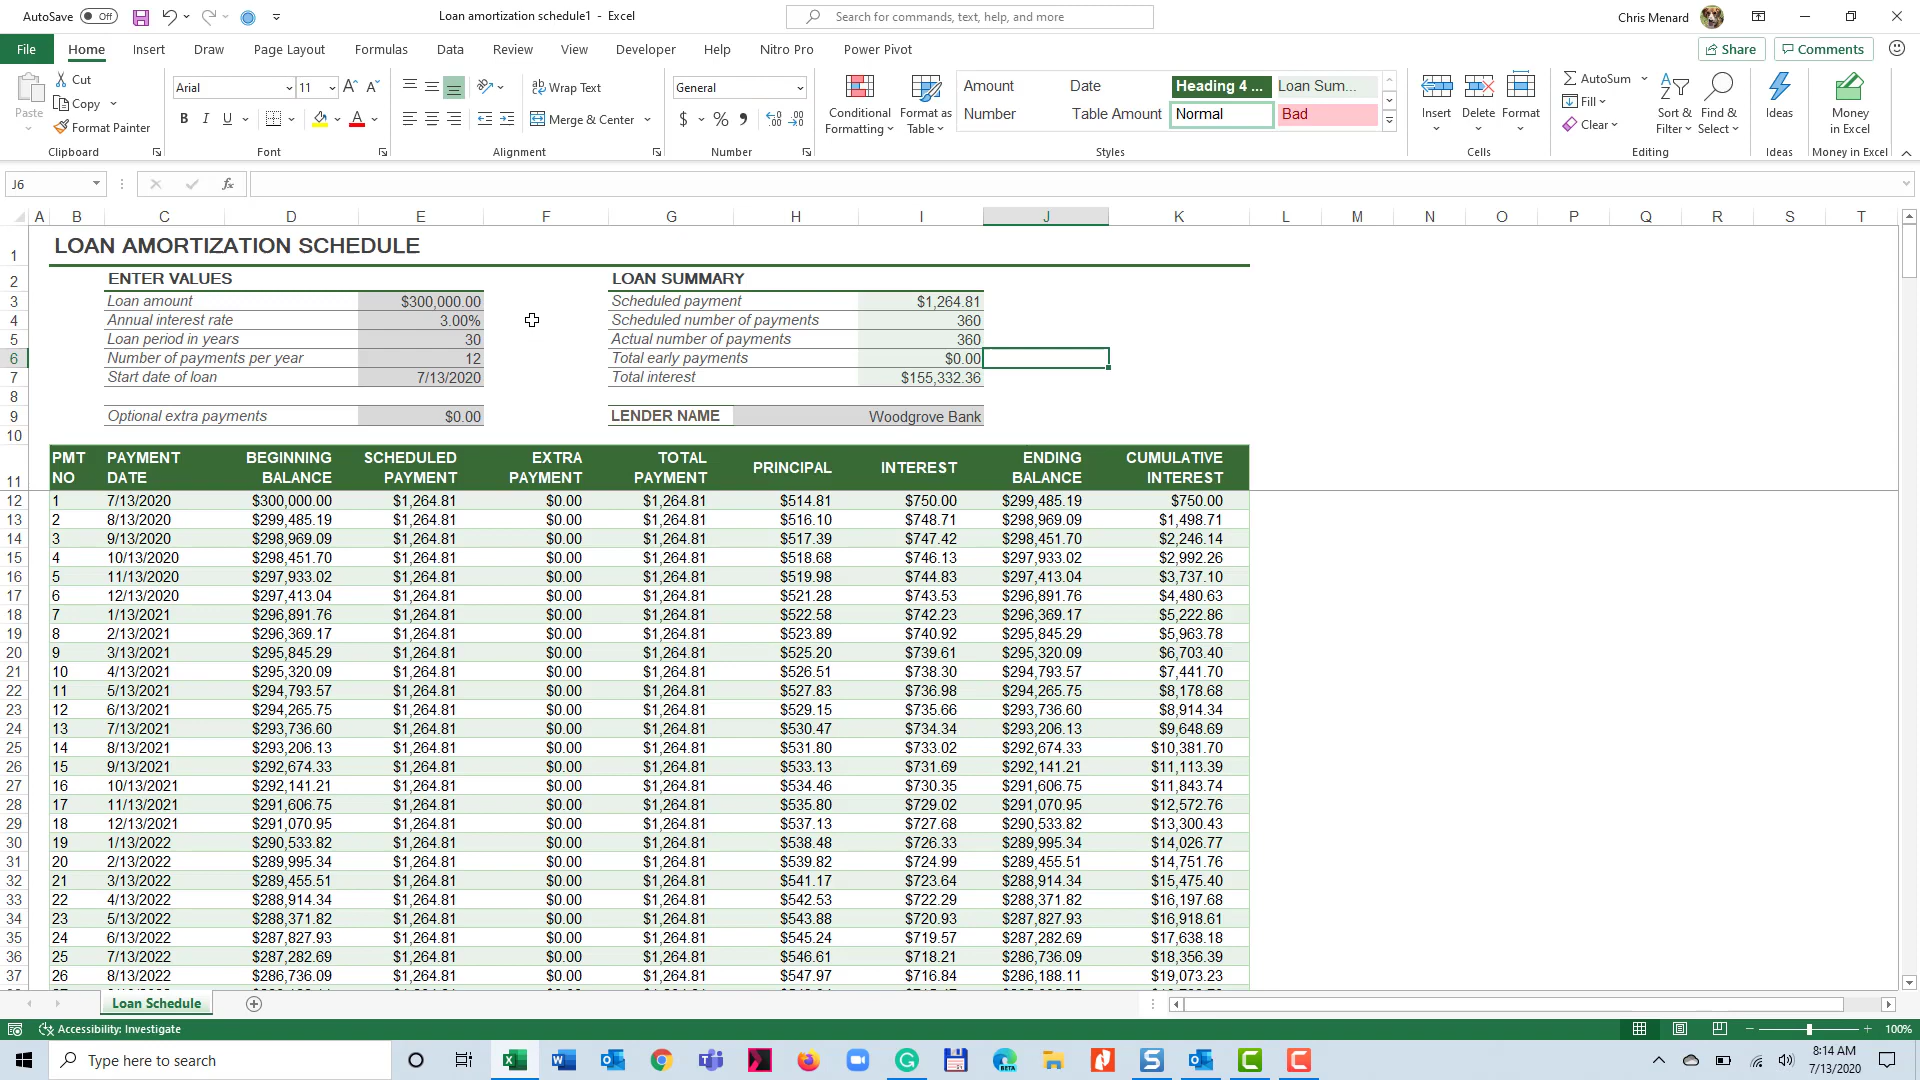 AutoSave Off Loan amortization schedule1 - Excel Search for commands, text, help, and more Chris Menard
File Home Insert Draw Page Layout Formulas Data Review View Developer Help Nitro Pro Power Pivot Share Comments
Paste Cut Copy Format Painter Clipboard
Arial 11 Font
Wrap Text Merge & Center Alignment
General $ % Number
Conditional Formatting Format as Table
Amount Date Heading 4 ... Loan Sum...
Number Table Amount Normal Bad
Styles
Insert Delete Format Cells
AutoSum Fill Clear Sort & Filter Find & Select Editing
Ideas Ideas
Money in Excel Money in Excel
J6 fx
A B C D E F G H I J K L M N O P Q R S T
1 LOAN AMORTIZATION SCHEDULE
2 ENTER VALUES LOAN SUMMARY
3 Loan amount $300,000.00 Scheduled payment $1,264.81
4 Annual interest rate 3.00% Scheduled number of payments 360
5 Loan period in years 30 Actual number of payments 360
6 Number of payments per year 12 Total early payments $0.00
7 Start date of loan 7/13/2020 Total interest $155,332.36
8
9 Optional extra payments $0.00 LENDER NAME Woodgrove Bank
10
11 PMT NO PAYMENT DATE BEGINNING BALANCE SCHEDULED PAYMENT EXTRA PAYMENT TOTAL PAYMENT PRINCIPAL INTEREST ENDING BALANCE CUMULATIVE INTEREST
12 1 7/13/2020 $300,000.00 $1,264.81 $0.00 $1,264.81 $514.81 $750.00 $299,485.19 $750.00
13 2 8/13/2020 $299,485.19 $1,264.81 $0.00 $1,264.81 $516.10 $748.71 $298,969.09 $1,498.71
14 3 9/13/2020 $298,969.09 $1,264.81 $0.00 $1,264.81 $517.39 $747.42 $298,451.70 $2,246.14
15 4 10/13/2020 $298,451.70 $1,264.81 $0.00 $1,264.81 $518.68 $746.13 $297,933.02 $2,992.26
16 5 11/13/2020 $297,933.02 $1,264.81 $0.00 $1,264.81 $519.98 $744.83 $297,413.04 $3,737.10
17 6 12/13/2020 $297,413.04 $1,264.81 $0.00 $1,264.81 $521.28 $743.53 $296,891.76 $4,480.63
18 7 1/13/2021 $296,891.76 $1,264.81 $0.00 $1,264.81 $522.58 $742.23 $296,369.17 $5,222.86
19 8 2/13/2021 $296,369.17 $1,264.81 $0.00 $1,264.81 $523.89 $740.92 $295,845.29 $5,963.78
20 9 3/13/2021 $295,845.29 $1,264.81 $0.00 $1,264.81 $525.20 $739.61 $295,320.09 $6,703.40
21 10 4/13/2021 $295,320.09 $1,264.81 $0.00 $1,264.81 $526.51 $738.30 $294,793.57 $7,441.70
22 11 5/13/2021 $294,793.57 $1,264.81 $0.00 $1,264.81 $527.83 $736.98 $294,265.75 $8,178.68
23 12 6/13/2021 $294,265.75 $1,264.81 $0.00 $1,264.81 $529.15 $735.66 $293,736.60 $8,914.34
24 13 7/13/2021 $293,736.60 $1,264.81 $0.00 $1,264.81 $530.47 $734.34 $293,206.13 $9,648.69
25 14 8/13/2021 $293,206.13 $1,264.81 $0.00 $1,264.81 $531.80 $733.02 $292,674.33 $10,381.70
26 15 9/13/2021 $292,674.33 $1,264.81 $0.00 $1,264.81 $533.13 $731.69 $292,141.21 $11,113.39
27 16 10/13/2021 $292,141.21 $1,264.81 $0.00 $1,264.81 $534.46 $730.35 $291,606.75 $11,843.74
28 17 11/13/2021 $291,606.75 $1,264.81 $0.00 $1,264.81 $535.80 $729.02 $291,070.95 $12,572.76
29 18 12/13/2021 $291,070.95 $1,264.81 $0.00 $1,264.81 $537.13 $727.68 $290,533.82 $13,300.43
30 19 1/13/2022 $290,533.82 $1,264.81 $0.00 $1,264.81 $538.48 $726.33 $289,995.34 $14,026.77
31 20 2/13/2022 $289,995.34 $1,264.81 $0.00 $1,264.81 $539.82 $724.99 $289,455.51 $14,751.76
32 21 3/13/2022 $289,455.51 $1,264.81 $0.00 $1,264.81 $541.17 $723.64 $288,914.34 $15,475.40
33 22 4/13/2022 $288,914.34 $1,264.81 $0.00 $1,264.81 $542.53 $722.29 $288,371.82 $16,197.68
34 23 5/13/2022 $288,371.82 $1,264.81 $0.00 $1,264.81 $543.88 $720.93 $287,827.93 $16,918.61
35 24 6/13/2022 $287,827.93 $1,264.81 $0.00 $1,264.81 $545.24 $719.57 $287,282.69 $17,638.18
36 25 7/13/2022 $287,282.69 $1,264.81 $0.00 $1,264.81 $546.61 $718.21 $286,736.09 $18,356.39
37 26 8/13/2022 $286,736.09 $1,264.81 $0.00 $1,264.81 $547.97 $716.84 $286,188.11 $19,073.23
Loan Schedule
Accessibility: Investigate 100%
Type here to search 8:14 AM
7/13/2020